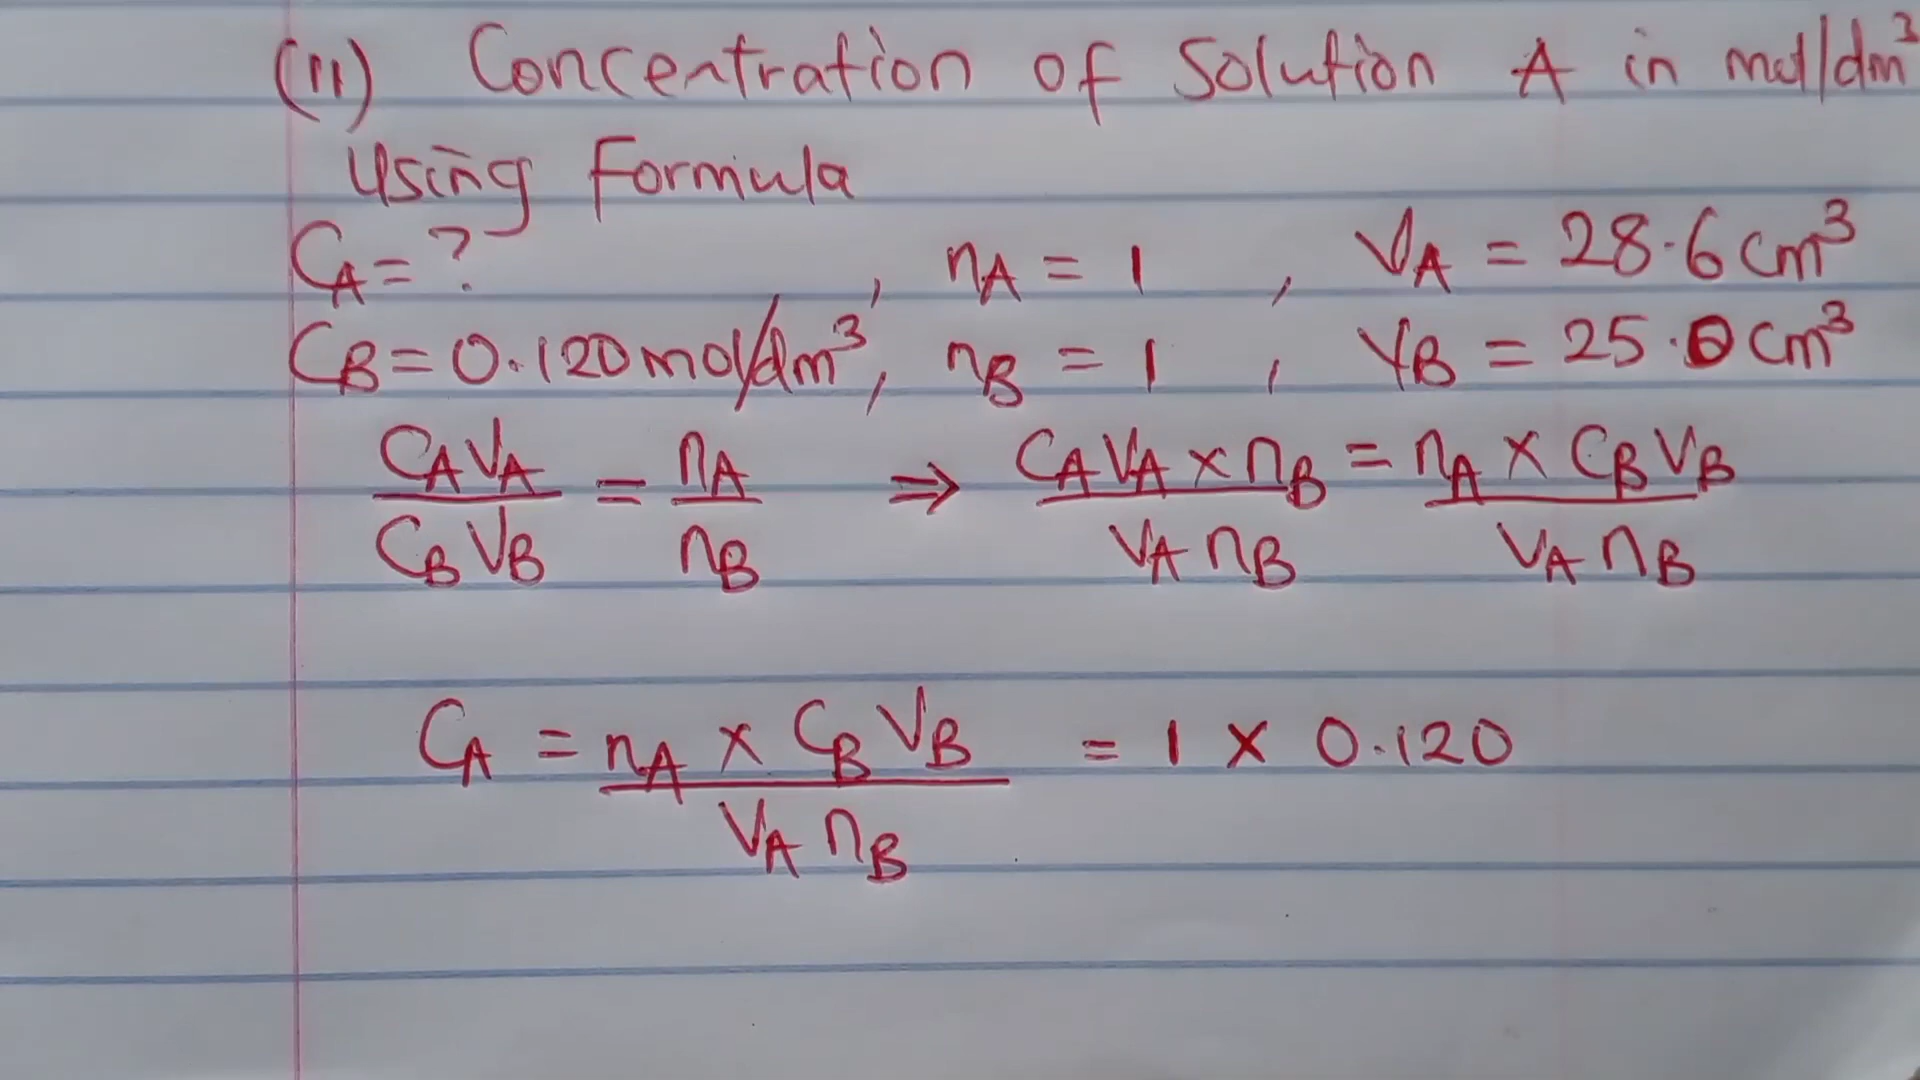 (11) Concentration of Solution A in mol/dm³
Using Formula
CA = ? , nA = 1 , VA = 28.6 cm³
CB = 0.120 mol/dm³, nB = 1 , VB = 25.0 cm³
CAVA/CBVB = nA/nB ⇒ CAVA × nB/VA nB = nA × CBVB/VA nB
CA = nA × CBVB/VA nB = 1 × 0.120